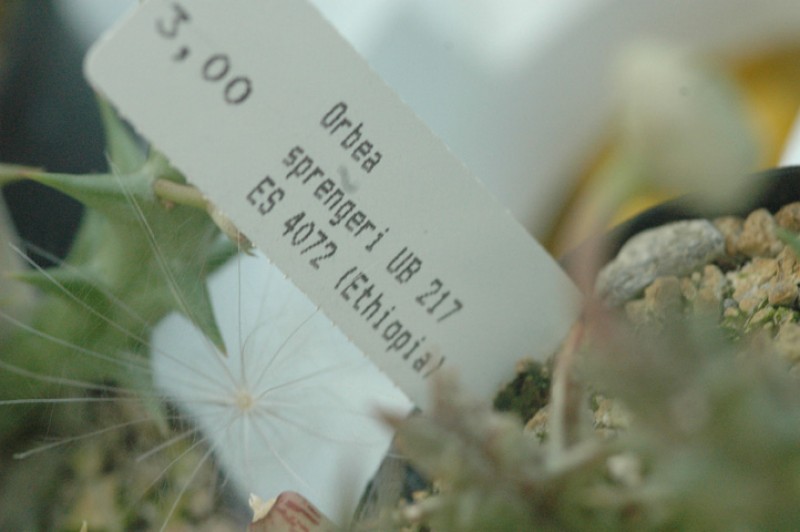 3,00
Orbea
sprengeri UB 217
ES 4072 (Ethiopia)